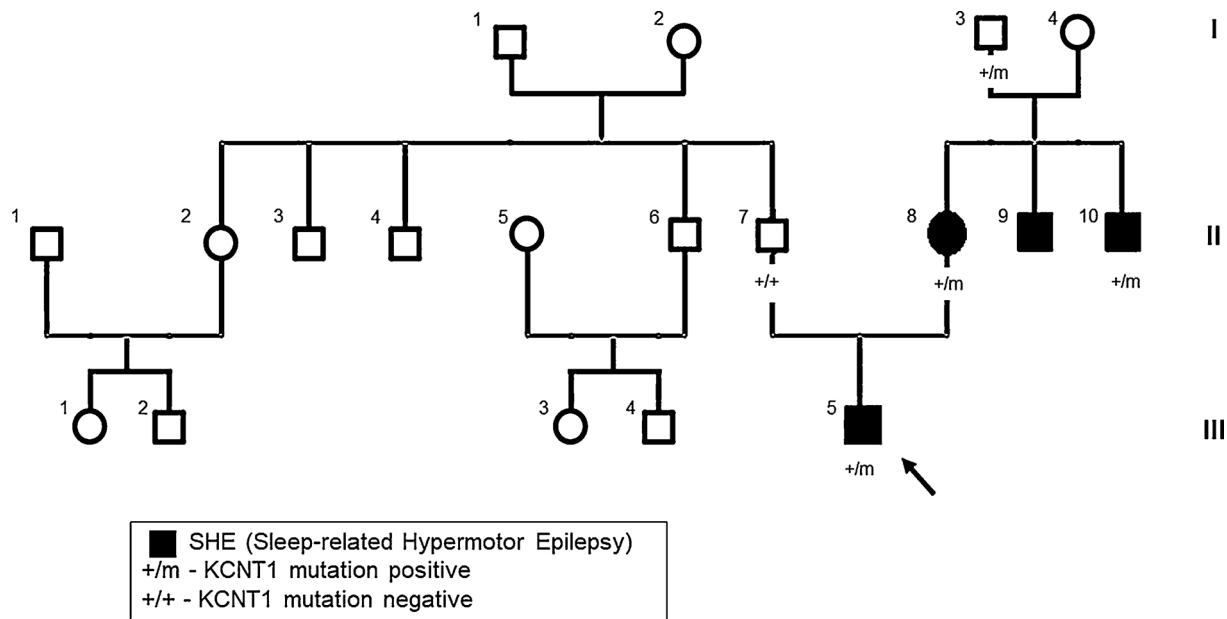 1 2 3 4 I
+/m
1 2 3 4 5 6 7 8 9 10 II
+/+ +/m +/m
1 2 3 4 5 III
+/m
SHE (Sleep-related Hypermotor Epilepsy)
+/m - KCNT1 mutation positive
+/+ - KCNT1 mutation negative